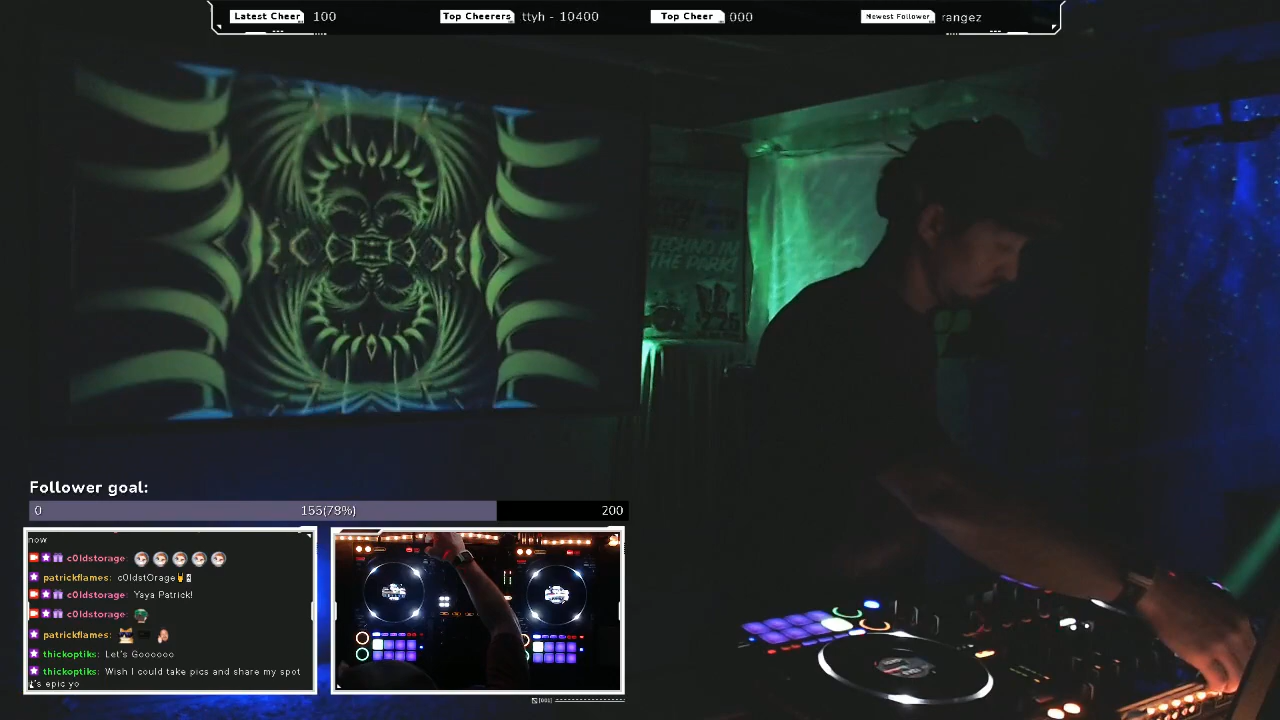 Latest Cheer 100
Top Cheerers ttyh - 10400
Top Cheer 000
Newest Follower rangez
TECHNO IN
THE PARK!
Follower goal:
0 155(79%) 200
now
c0ldstorage:
patrickflames: c0ldstOrage
c0ldstorage: Yaya Patrick!
c0ldstorage:
patrickflames:
thickoptiks: Let's Goooooo
thickoptiks: Wish I could take pics and share my spot
it's epic yo